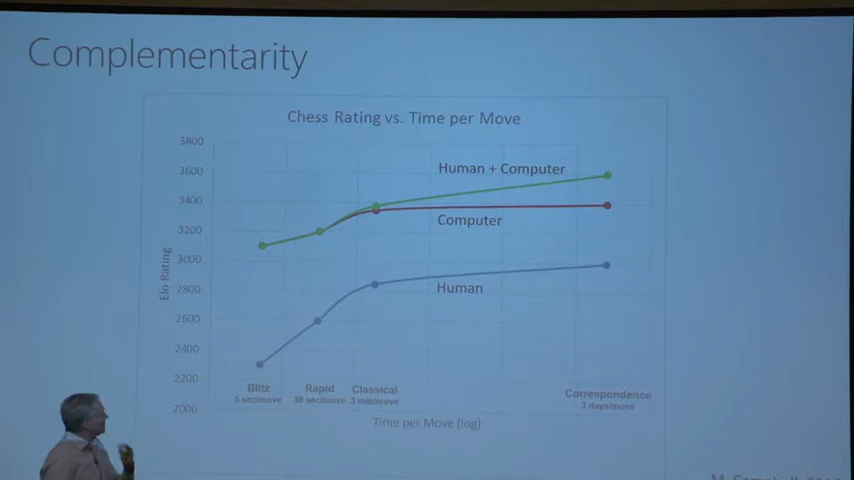 Complementarity
Chess Rating vs. Time per Move
3800
3600
3400
3200
3000
2800
2600
2400
2200
2000
Elo Rating
Human + Computer
Computer
Human
Blitz
5 sec/move
Rapid
30 sec/move
Classical
3 min/move
Correspondence
3 days/move
Time per Move (log)